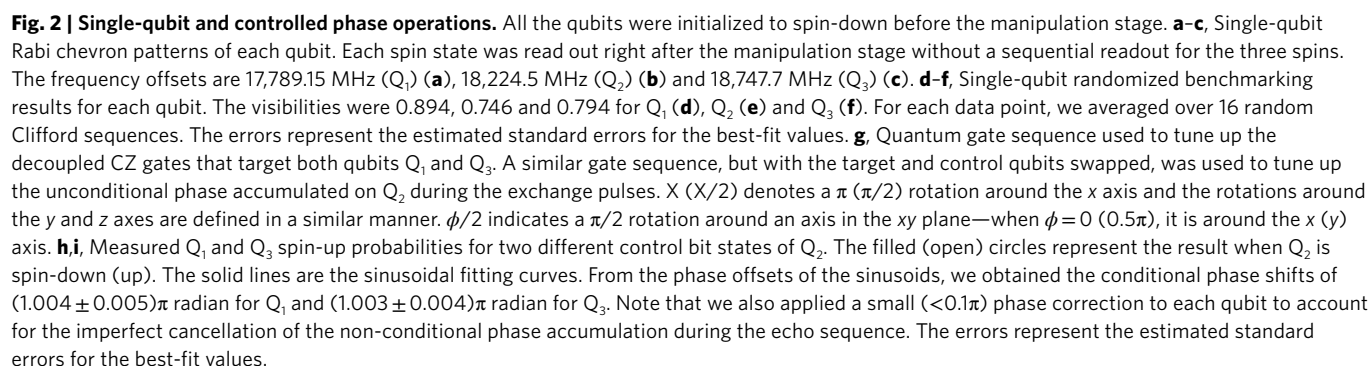 Fig. 2 | Single-qubit and controlled phase operations. All the qubits were initialized to spin-down before the manipulation stage. a–c, Single-qubit
Rabi chevron patterns of each qubit. Each spin state was read out right after the manipulation stage without a sequential readout for the three spins.
The frequency offsets are 17,789.15 MHz (Q₁) (a), 18,224.5 MHz (Q₂) (b) and 18,747.7 MHz (Q₃) (c). d–f, Single-qubit randomized benchmarking
results for each qubit. The visibilities were 0.894, 0.746 and 0.794 for Q₁ (d), Q₂ (e) and Q₃ (f). For each data point, we averaged over 16 random
Clifford sequences. The errors represent the estimated standard errors for the best-fit values. g, Quantum gate sequence used to tune up the
decoupled CZ gates that target both qubits Q₁ and Q₃. A similar gate sequence, but with the target and control qubits swapped, was used to tune up
the unconditional phase accumulated on Q₂ during the exchange pulses. X (X/2) denotes a π (π/2) rotation around the x axis and the rotations around
the y and z axes are defined in a similar manner. ϕ/2 indicates a π/2 rotation around an axis in the xy plane—when ϕ = 0 (0.5π), it is around the x (y)
axis. h,i, Measured Q₁ and Q₃ spin-up probabilities for two different control bit states of Q₂. The filled (open) circles represent the result when Q₂ is
spin-down (up). The solid lines are the sinusoidal fitting curves. From the phase offsets of the sinusoids, we obtained the conditional phase shifts of
(1.004 ± 0.005)π radian for Q₁ and (1.003 ± 0.004)π radian for Q₃. Note that we also applied a small (<0.1π) phase correction to each qubit to account
for the imperfect cancellation of the non-conditional phase accumulation during the echo sequence. The errors represent the estimated standard
errors for the best-fit values.